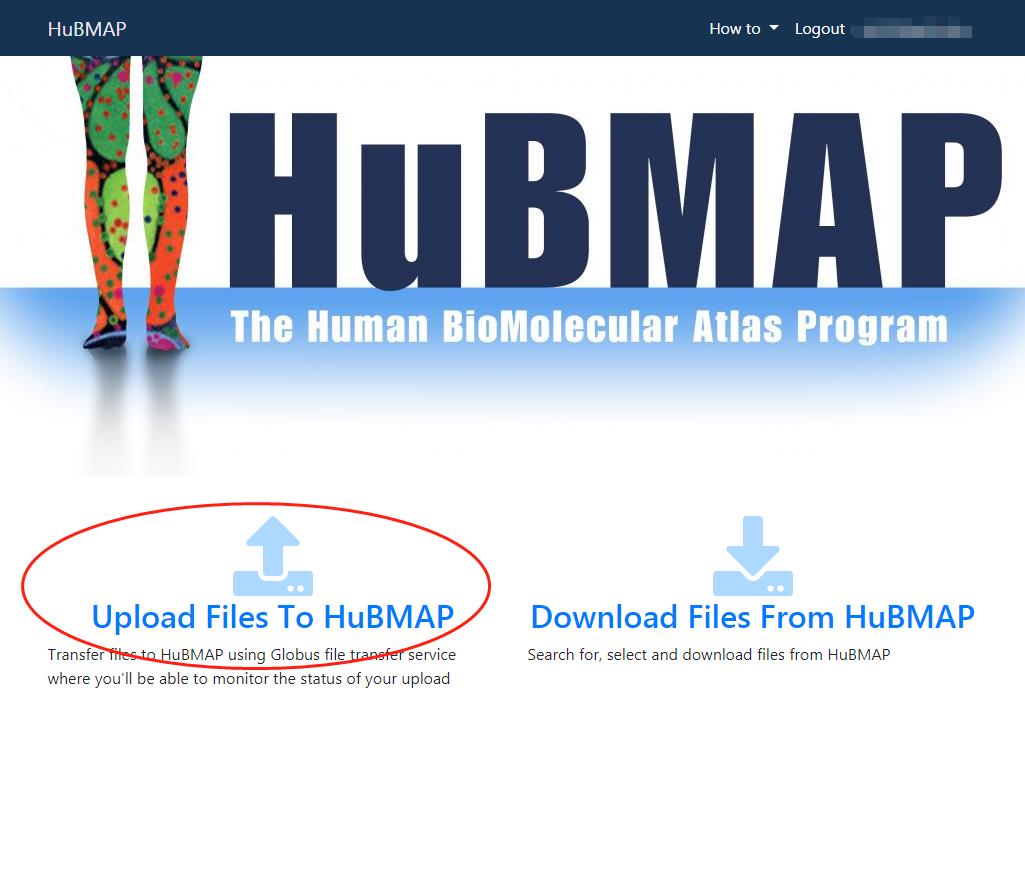 HuBMAP
How to Logout
HuBMAP
The Human BioMolecular Atlas Program
Upload Files To HuBMAP
Transfer files to HuBMAP using Globus file transfer service
where you'll be able to monitor the status of your upload
Download Files From HuBMAP
Search for, select and download files from HuBMAP